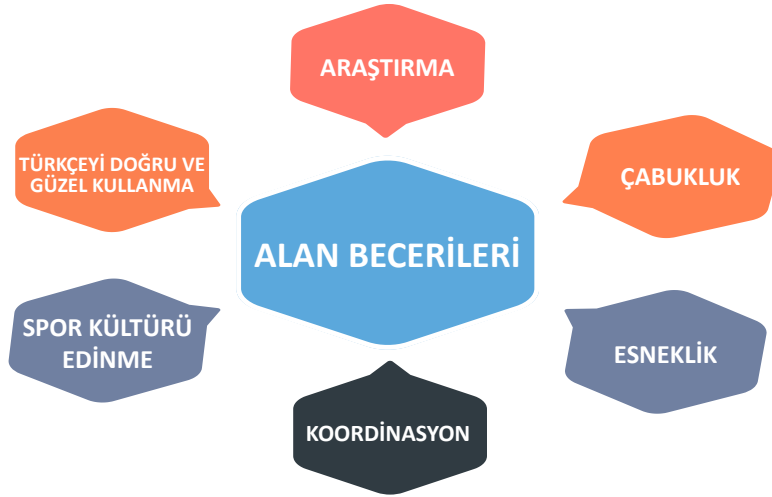 ARAŞTIRMA
TÜRKÇEYİ DOĞRU VE
GÜZEL KULLANMA
ÇABUKLUK
ALAN BECERİLERİ
SPOR KÜLTÜRÜ
EDİNME
ESNEKLİK
KOORDİNASYON